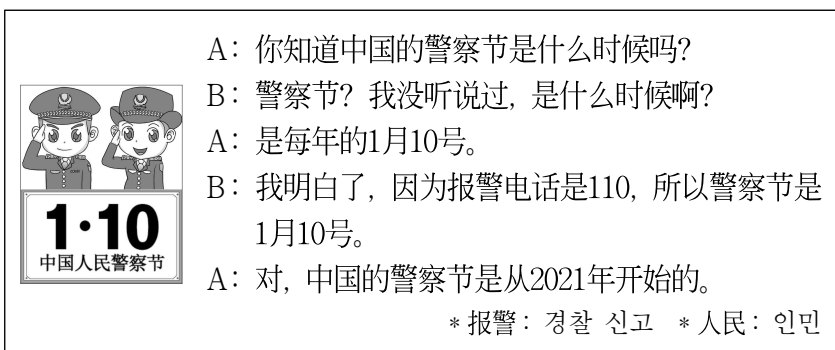 A: 你知道中国的警察节是什么时候吗?
B: 警察节? 我没听说过, 是什么时候啊?
A: 是每年的1月10号。
B: 我明白了, 因为报警电话是110, 所以警察节是
1月10号。
A: 对, 中国的警察节是从2021年开始的。
1·10
中国人民警察节
* 报警: 경찰 신고 * 人民: 인민